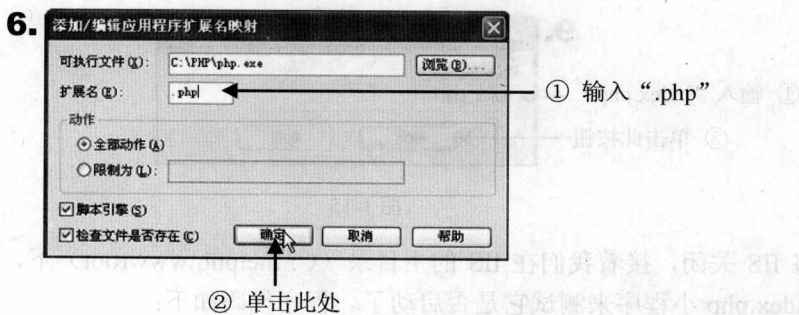 6.
添加/编辑应用程序扩展名映射
可执行文件(X): C:\PHP\php.exe 浏览(R)...
扩展名(E): .php
① 输入“.php”
动作
全部动作(A)
限制为(L):
脚本引擎(S)
检查文件是否存在(C) 确定 取消 帮助
② 单击此处